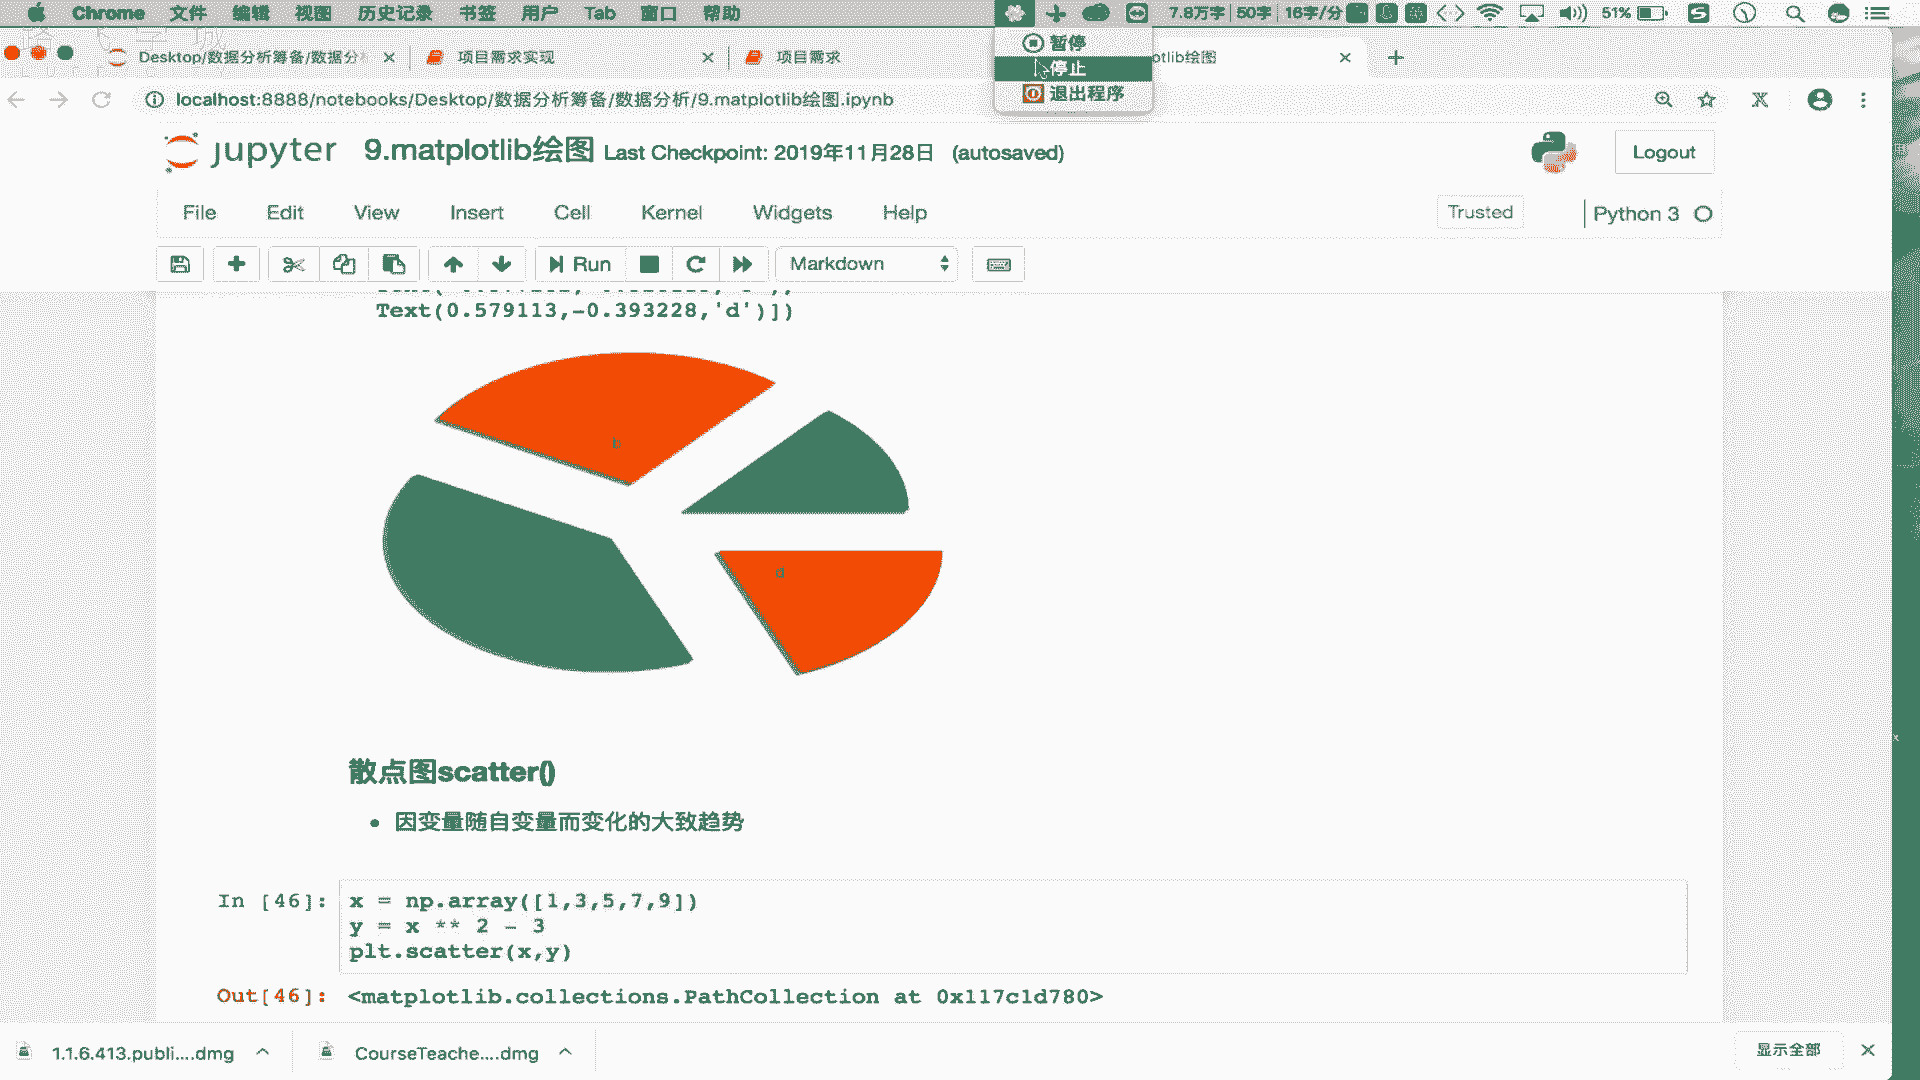 Chrome 文件 编辑 视图 历史记录 书签 用户 Tab 窗口 帮助 7.8万字 50字 16字/分 51%
暂停
停止
退出程序
Desktop/数据分析筹备/数据分 项目需求实现 项目需求 otlib绘图
localhost:8888/notebooks/Desktop/数据分析筹备/数据分析/9.matplotlib绘图.ipynb
jupyter 9.matplotlib绘图 Last Checkpoint: 2019年11月28日 (autosaved) Logout
File Edit View Insert Cell Kernel Widgets Help Trusted Python 3
Run Markdown
Text(0.579113,-0.393228,'d')])
b
d
散点图scatter()
因变量随自变量而变化的大致趋势
In [46]: x = np.array([1,3,5,7,9])
y = x ** 2 - 3
plt.scatter(x,y)
Out[46]: <matplotlib.collections.PathCollection at 0x117c1d780>
1.1.6.413.publi....dmg CourseTeache....dmg 显示全部